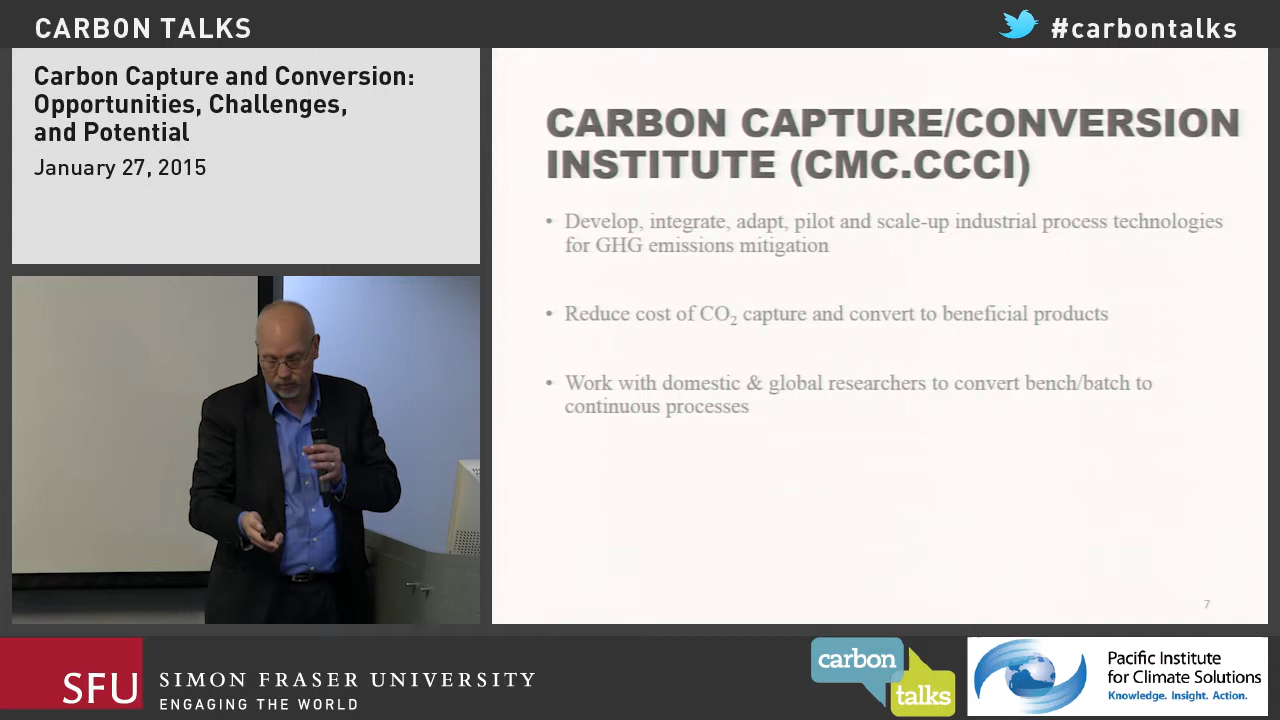 CARBON TALKS
#carbontalks
Carbon Capture and Conversion:
Opportunities, Challenges,
and Potential
January 27, 2015
CARBON CAPTURE/CONVERSION
INSTITUTE (CMC.CCCI)
• Develop, integrate, adapt, pilot and scale-up industrial process technologies
for GHG emissions mitigation
• Reduce cost of CO₂ capture and convert to beneficial products
• Work with domestic & global researchers to convert bench/batch to
continuous processes
7
SFU
SIMON FRASER UNIVERSITY
ENGAGING THE WORLD
carbon
talks
Pacific Institute
for Climate Solutions
Knowledge. Insight. Action.